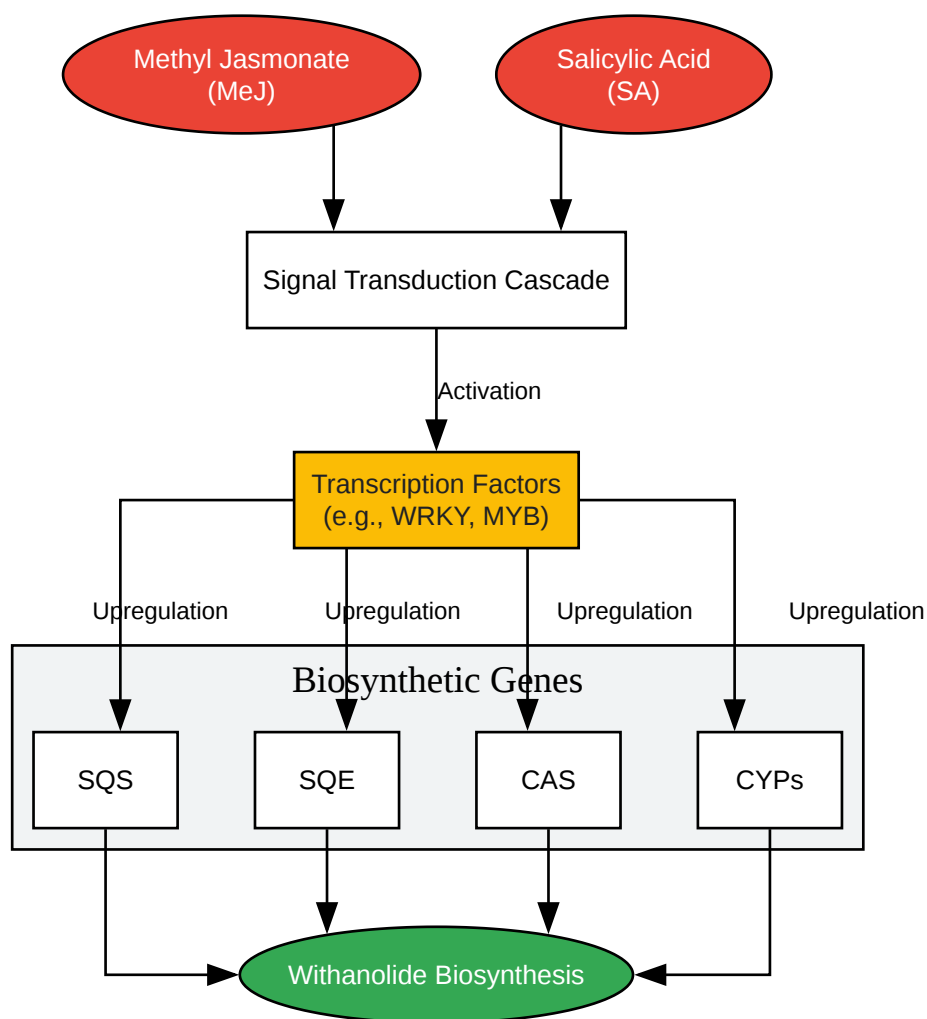 Methyl Jasmonate
(MeJ)
Salicylic Acid
(SA)
Signal Transduction Cascade
Activation
Transcription Factors
(e.g., WRKY, MYB)
Upregulation
Upregulation
Upregulation
Upregulation
Biosynthetic Genes
SQS
SQE
CAS
CYPs
Withanolide Biosynthesis